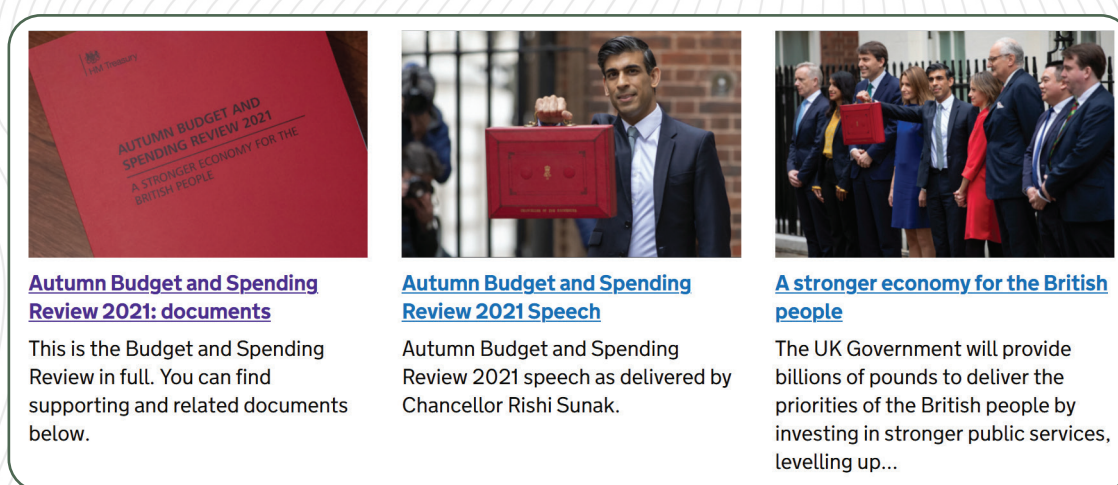 HM Treasury
AUTUMN BUDGET AND
SPENDING REVIEW 2021
A STRONGER ECONOMY FOR THE
BRITISH PEOPLE
Autumn Budget and Spending
Review 2021: documents
This is the Budget and Spending
Review in full. You can find
supporting and related documents
below.
Autumn Budget and Spending
Review 2021 Speech
Autumn Budget and Spending
Review 2021 speech as delivered by
Chancellor Rishi Sunak.
A stronger economy for the British
people
The UK Government will provide
billions of pounds to deliver the
priorities of the British people by
investing in stronger public services,
levelling up...